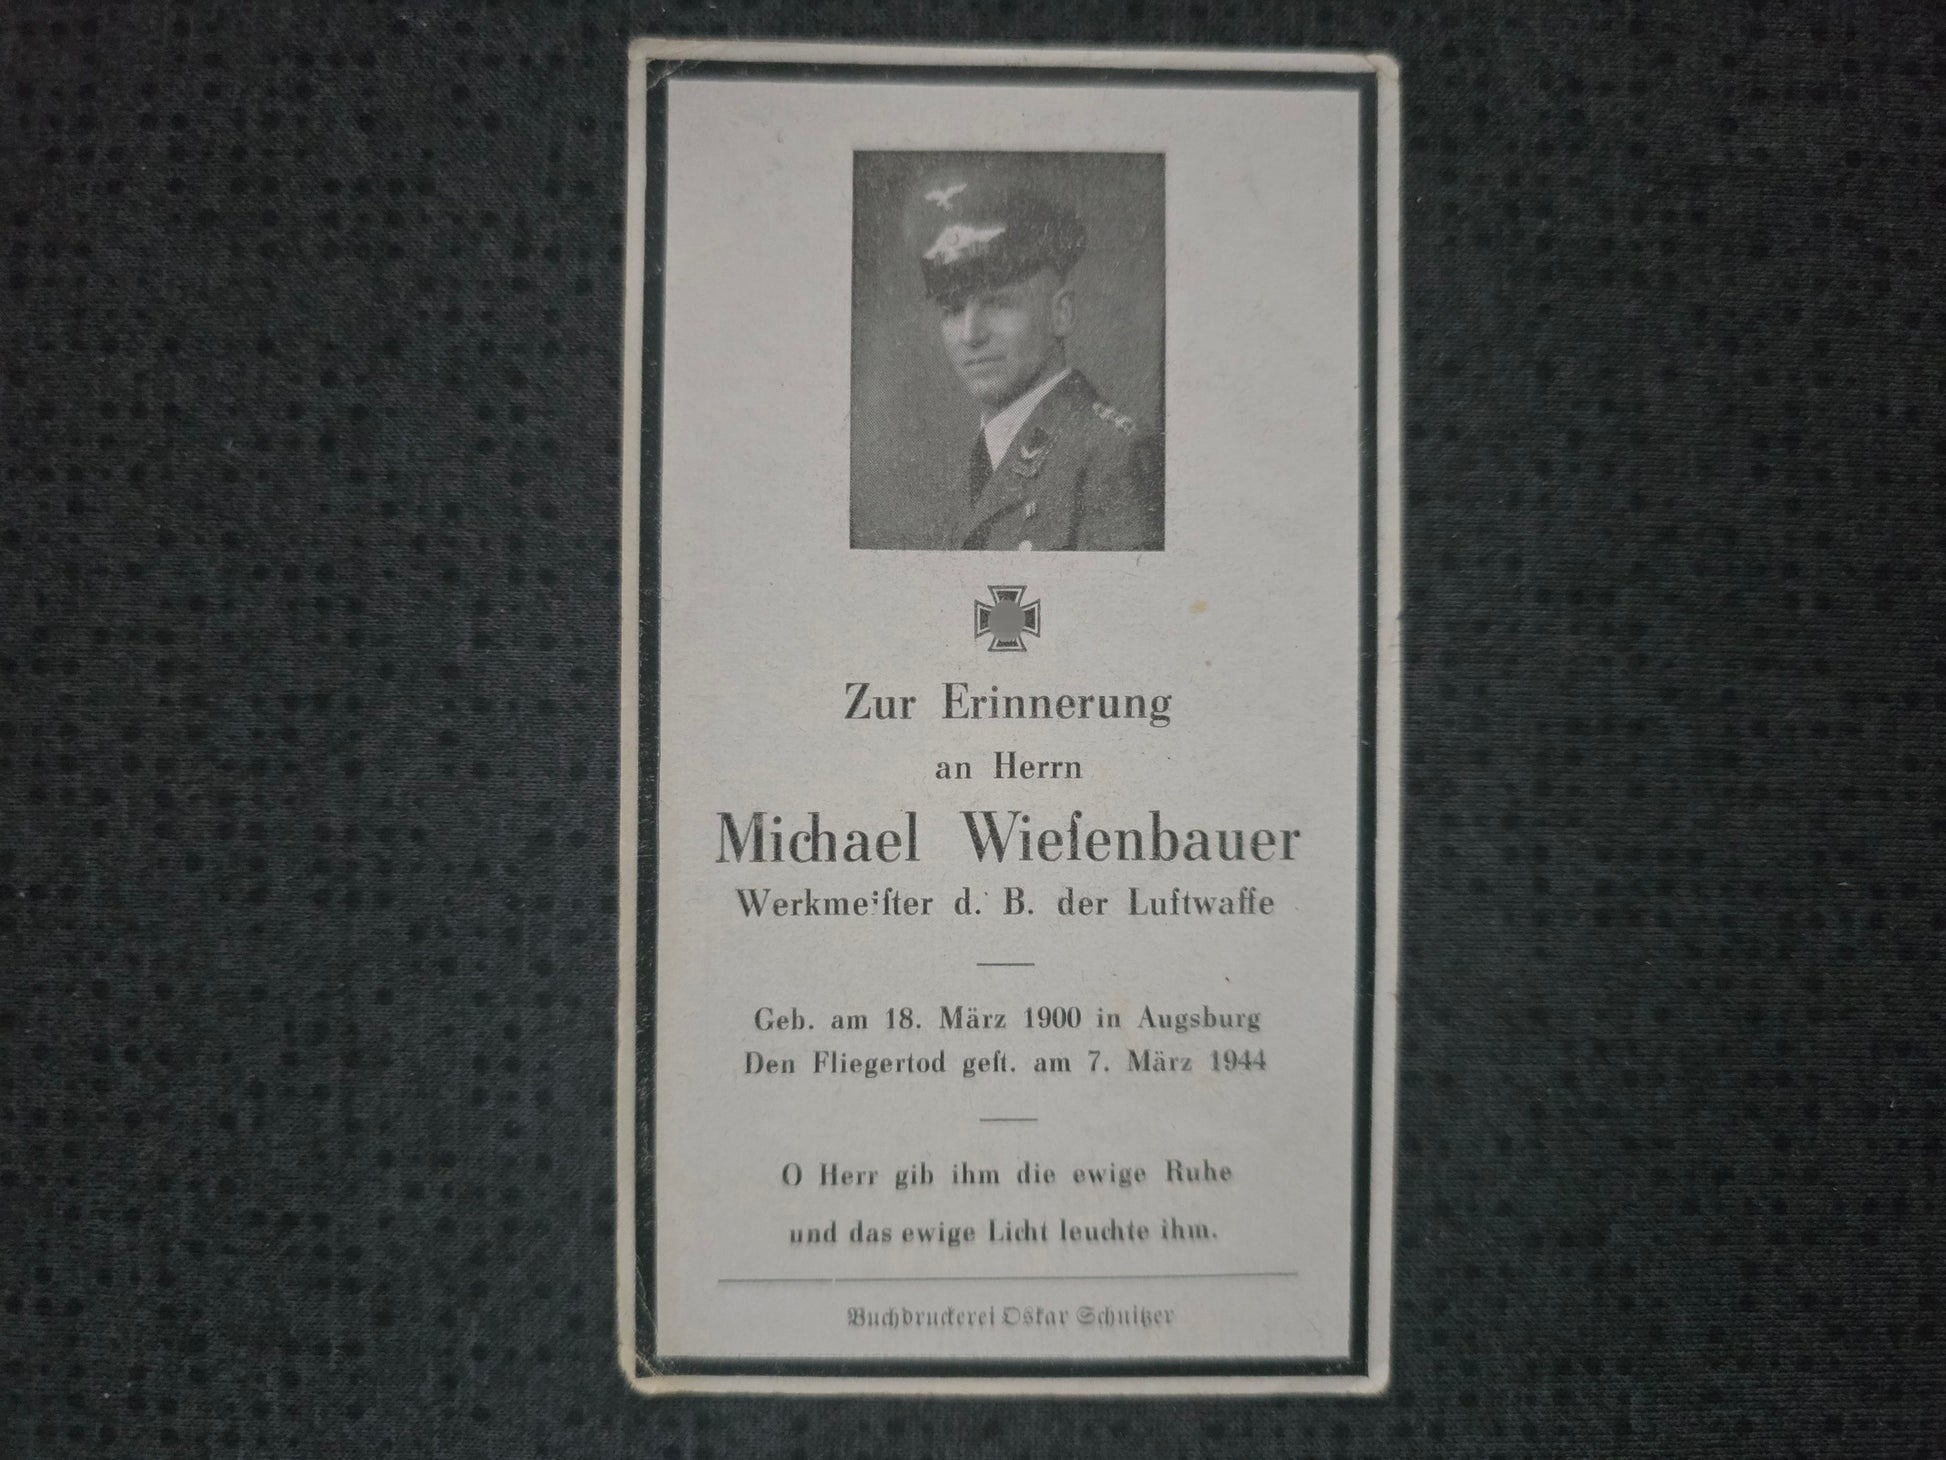 Zur Erinnerung
an Herrn
Michael Wieſenbauer
Werkmeiſter d. B. der Luftwaffe
Geb. am 18. März 1900 in Augsburg
Den Fliegertod geſt. am 7. März 1944
O Herr gib ihm die ewige Ruhe
und das ewige Licht leuchte ihm.
Buchdruckerei Oskar Schnitzer